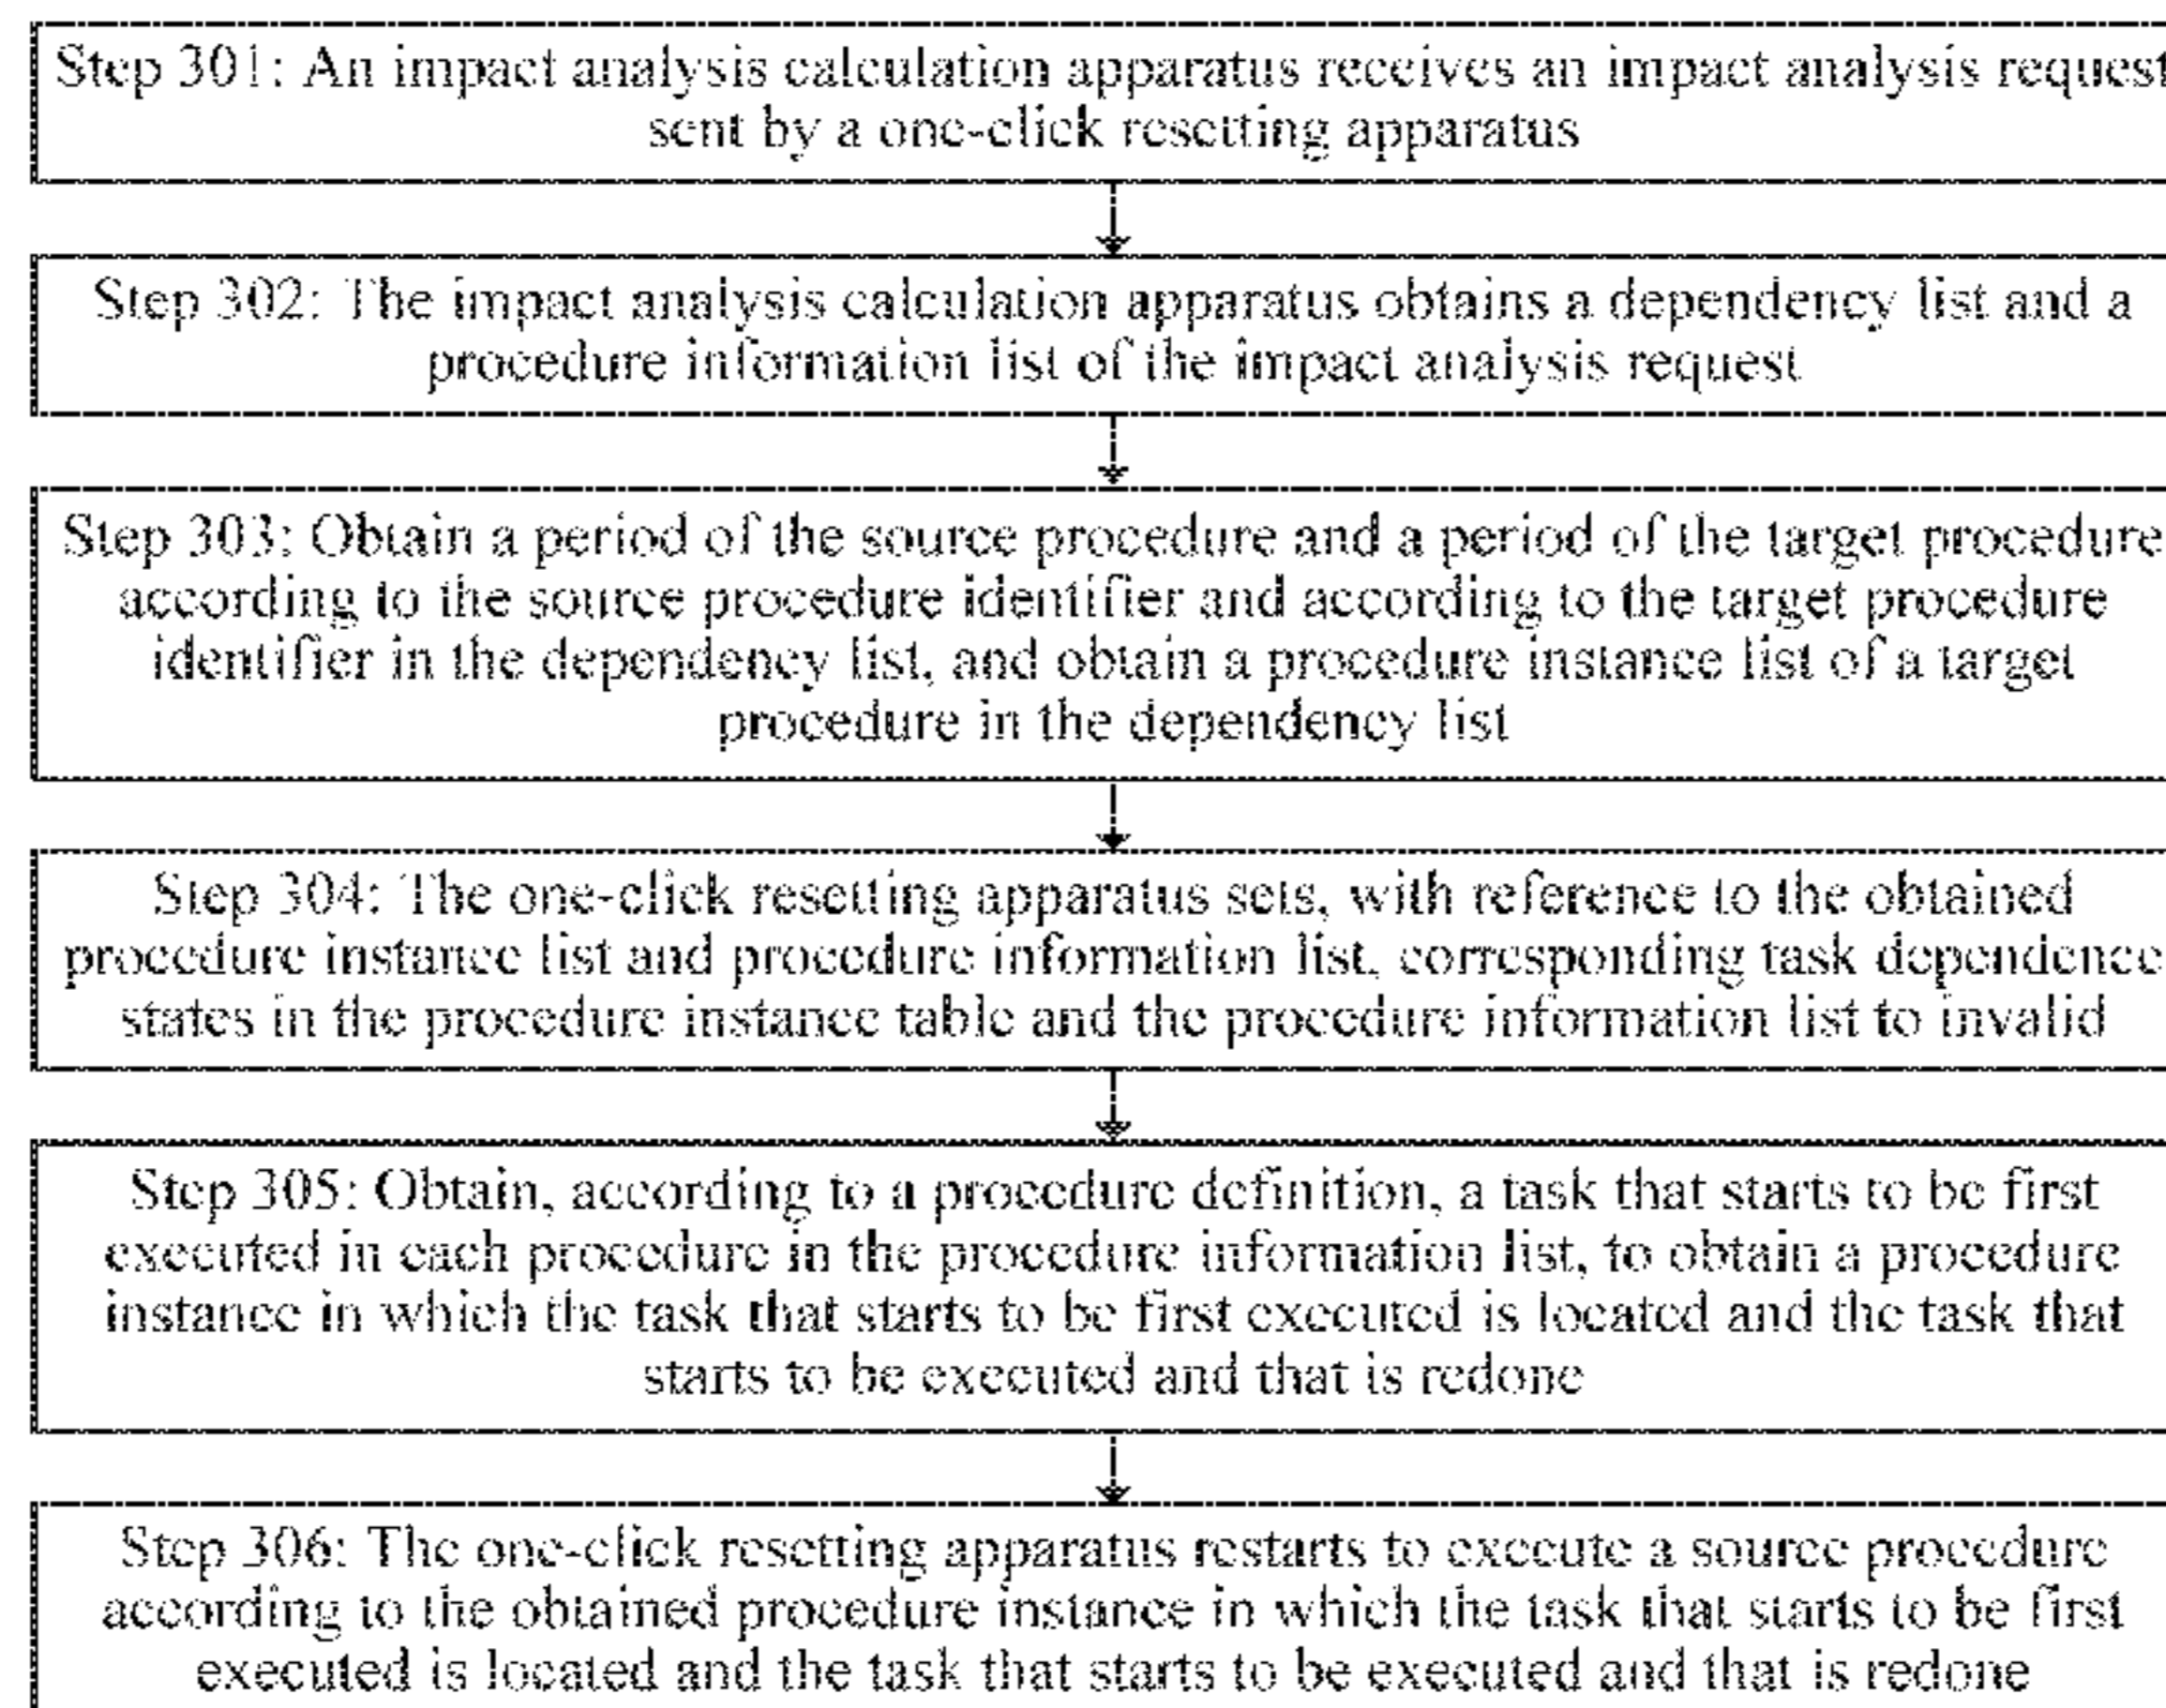 Step 301: An impact analysis calculation apparatus receives an impact analysis request
sent by a one-click resetting apparatus
Step 302: The impact analysis calculation apparatus obtains a dependency list and a
procedure information list of the impact analysis request
Step 303: Obtain a period of the source procedure and a period of the target procedure
according to the source procedure identifier and according to the target procedure
identifier in the dependency list, and obtain a procedure instance list of a target
procedure in the dependency list
Step 304: The one-click resetting apparatus sets, with reference to the obtained
procedure instance list and procedure information list, corresponding task dependence
states in the procedure instance table and the procedure information list to invalid
Step 305: Obtain, according to a procedure definition, a task that starts to be first
executed in each procedure in the procedure information list, to obtain a procedure
instance in which the task that starts to be first executed is located and the task that
starts to be executed and that is redone
Step 306: The one-click resetting apparatus restarts to execute a source procedure
according to the obtained procedure instance in which the task that starts to be first
executed is located and the task that starts to be executed and that is redone